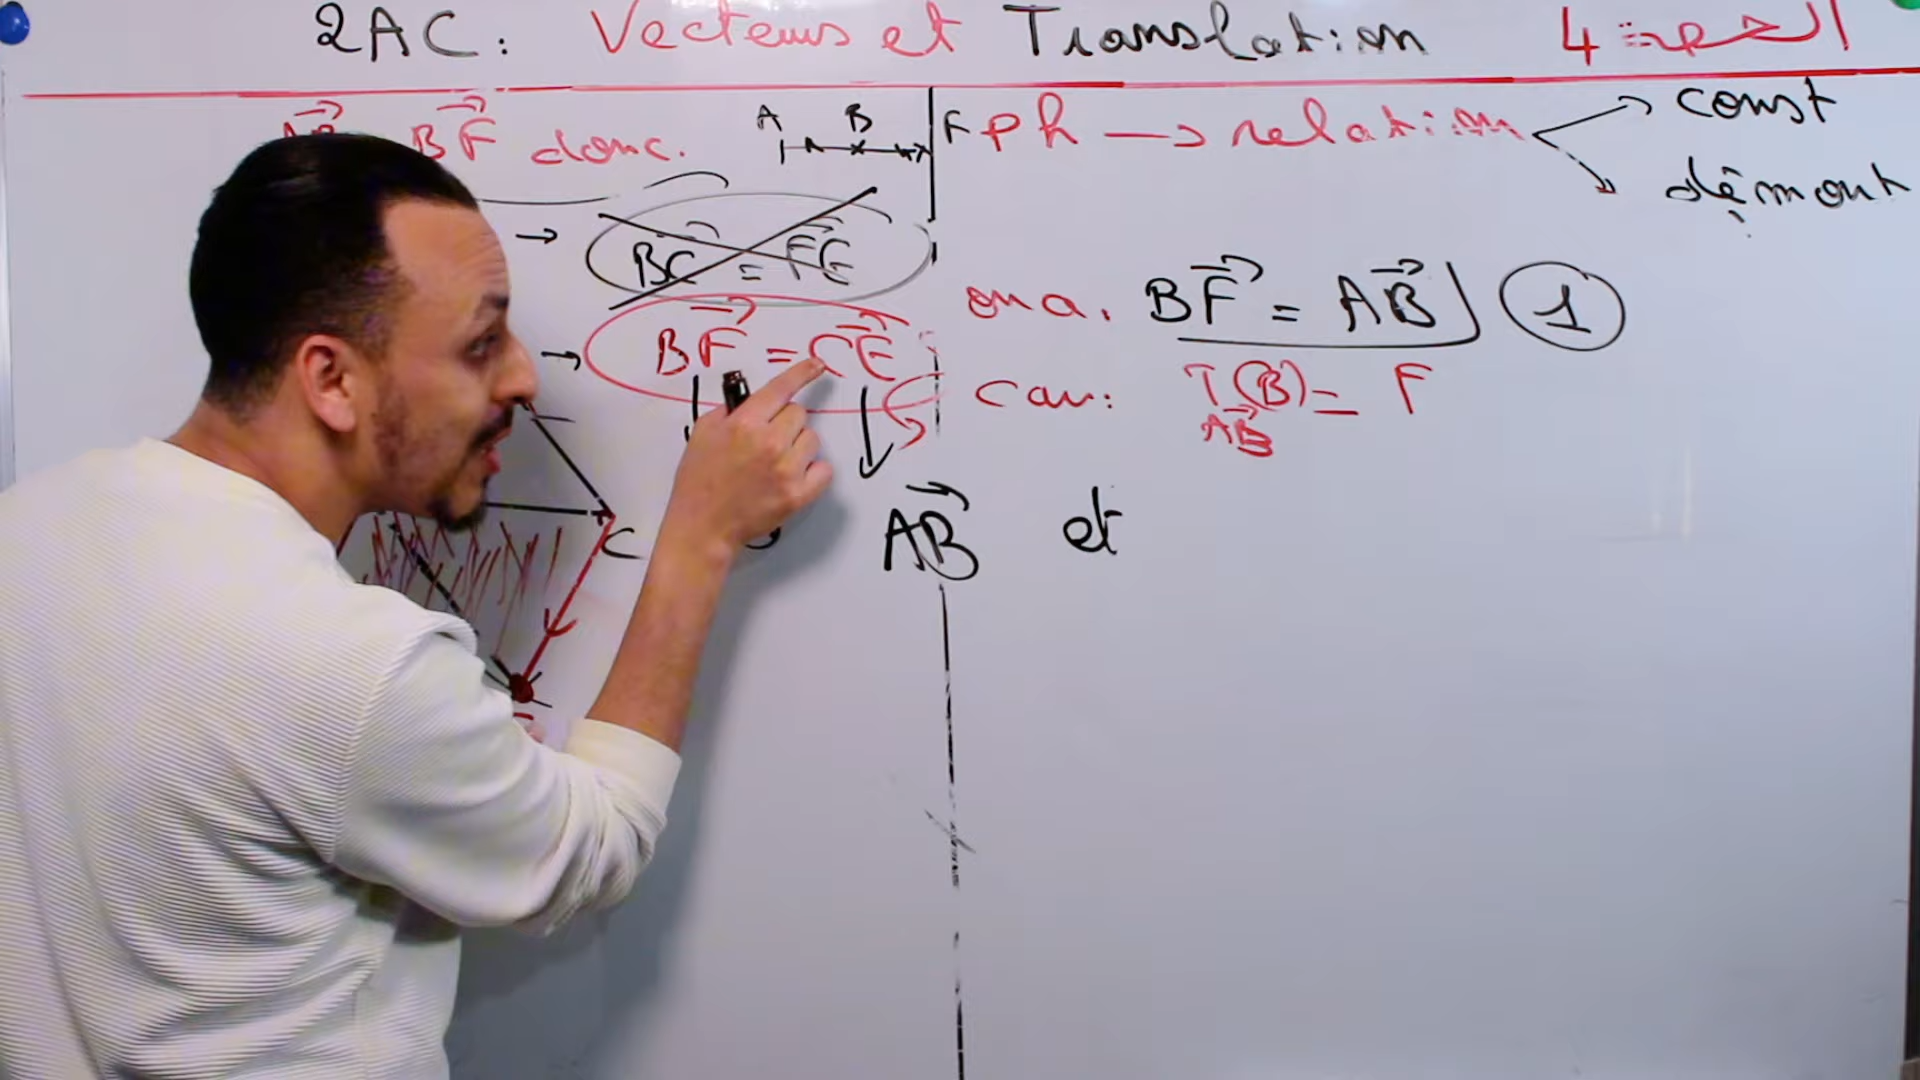 2AC: Vecteurs et Translation الحصة 4
BF donc.
A B F
BC = FE
BF = CE
C
AB et
Ph → relation
const
démont
on a. BF = AB 1
Car: T(B) = F
AB